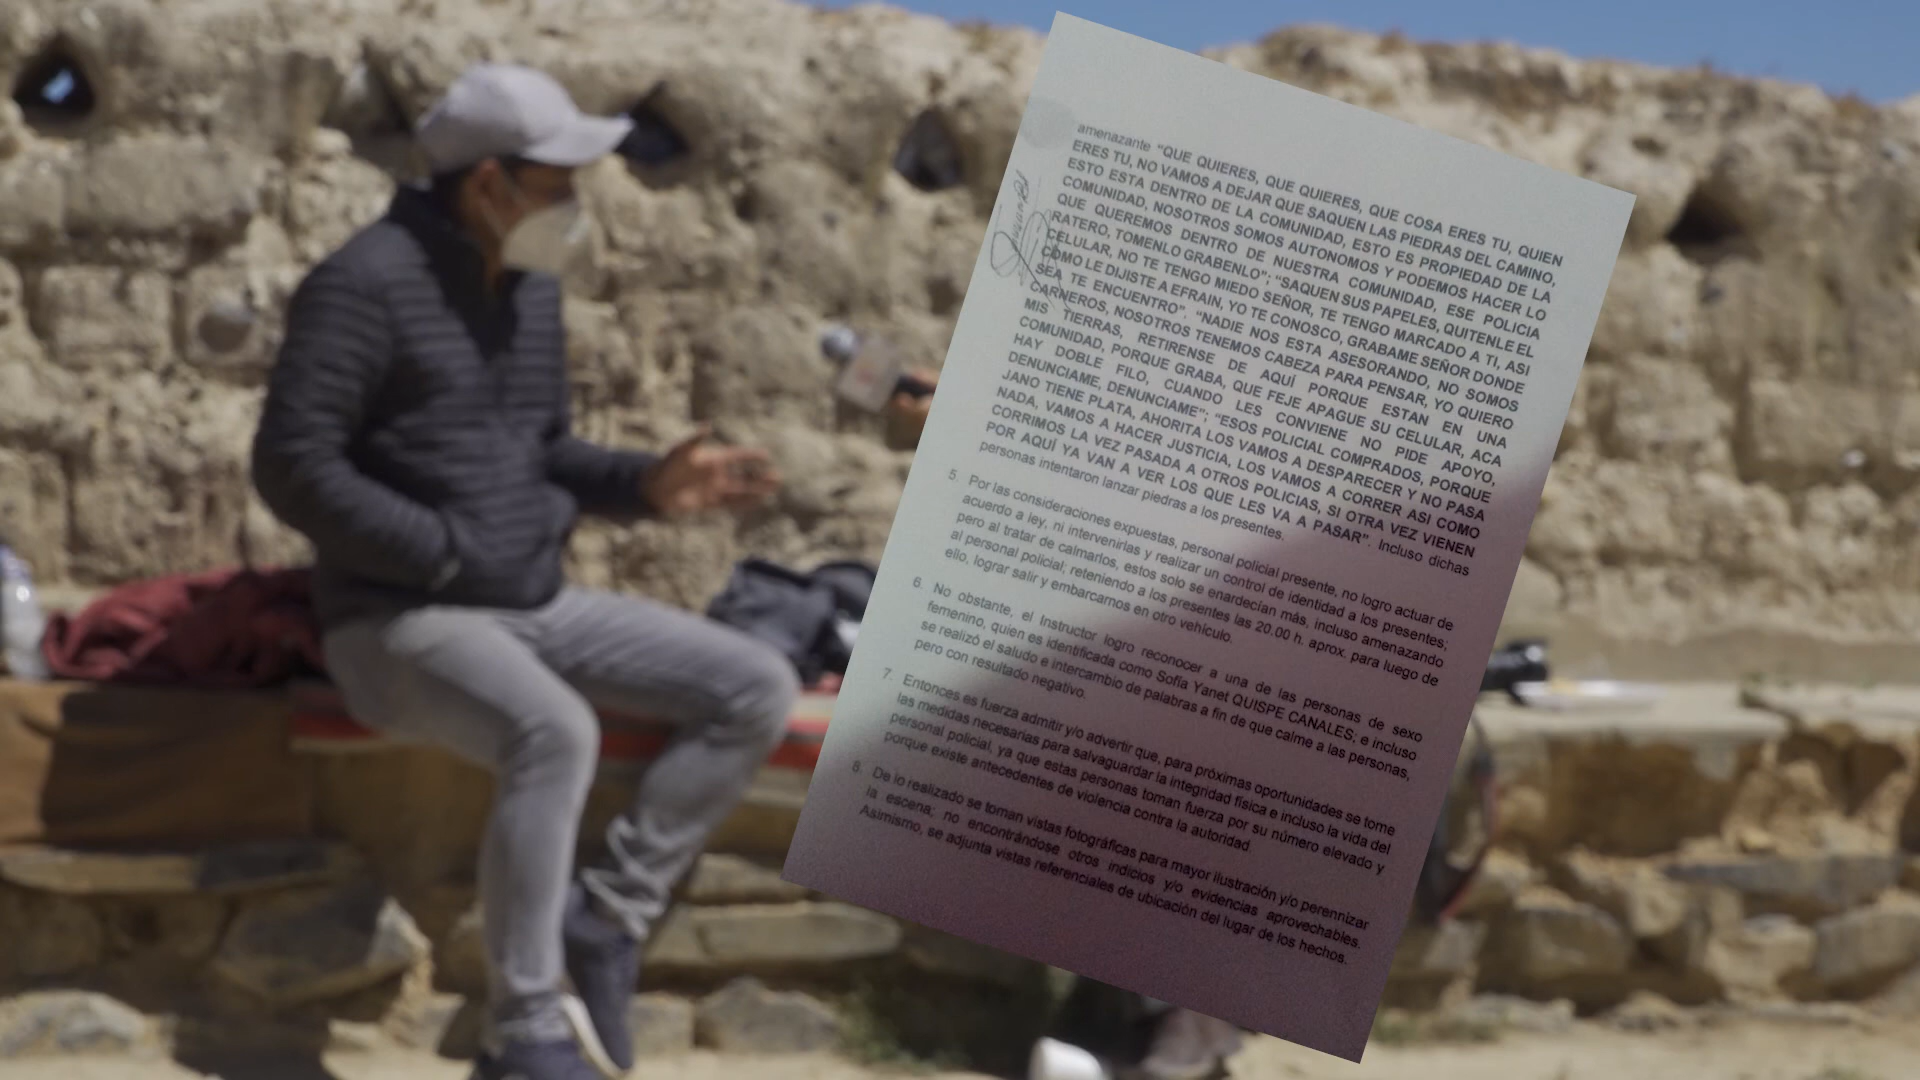 amenazante "QUE QUIERES, QUE QUIERES, QUE COSA ERES TU, QUIEN
ERES TU, NO VAMOS A DEJAR QUE SAQUEN LAS PIEDRAS DEL CAMINO,
ESTO ESTA DENTRO DE LA COMUNIDAD, ESTO ES PROPIEDAD DE LA
COMUNIDAD, NOSOTROS SOMOS AUTONOMOS Y PODEMOS HACER LO
QUE QUEREMOS DENTRO DE NUESTRA COMUNIDAD, ESE POLICIA
RATERO, TOMENLO GRABENLO"; "SAQUEN SUS PAPELES, QUITENLE EL
CELULAR, NO TE TENGO MIEDO SEÑOR, TE TENGO MARCADO A TI, ASI
COMO LE DIJISTE A EFRAIN, YO TE CONOSCO, GRABAME SEÑOR DONDE
SEA TE ENCUENTRO". "NADIE NOS ESTA ASESORANDO, NO SOMOS
CARNEROS, NOSOTROS TENEMOS CABEZA PARA PENSAR, YO QUIERO
MIS TIERRAS, RETIRENSE DE AQUÍ PORQUE ESTAN EN UNA
COMUNIDAD, PORQUE GRABA, QUE FEJE APAGUE SU CELULAR, ACA
HAY DOBLE FILO, CUANDO LES CONVIENE NO PIDE APOYO,
DENUNCIAME, DENUNCIAME"; "ESOS POLICIAL COMPRADOS, PORQUE
JANO TIENE PLATA, AHORITA LOS VAMOS A DESPARECER Y NO PASA
NADA, VAMOS A HACER JUSTICIA, LOS VAMOS A CORRER ASI COMO
CORRIMOS LA VEZ PASADA A OTROS POLICIAS, SI OTRA VEZ VIENEN
POR AQUÍ YA VAN A VER LOS QUE LES VA A PASAR". Incluso dichas
personas intentaron lanzar piedras a los presentes.
5. Por las consideraciones expuestas, personal policial presente, no logro actuar de
acuerdo a ley, ni intervenirlas y realizar un control de identidad a los presentes;
pero al tratar de calmarlos, estos solo se enardecían más, incluso amenazando
al personal policial; reteniendo a los presentes las 20.00 h. aprox. para luego de
ello, lograr salir y embarcarnos en otro vehículo.
6. No obstante, el Instructor logro reconocer a una de las personas de sexo
femenino, quien es identificada como Sofía Yanet QUISPE CANALES; e incluso
se realizó el saludo e intercambio de palabras a fin de que calme a las personas,
pero con resultado negativo.
7. Entonces es fuerza admitir y/o advertir que, para próximas oportunidades se tome
las medidas necesarias para salvaguardar la integridad física e incluso la vida del
personal policial, ya que estas personas toman fuerza por su número elevado y
porque existe antecedentes de violencia contra la autoridad.
8. De lo realizado se toman vistas fotográficas para mayor ilustración y/o perennizar
la escena; no encontrándose otros indicios y/o evidencias aprovechables.
Asimismo, se adjunta vistas referenciales de ubicación del lugar de los hechos.